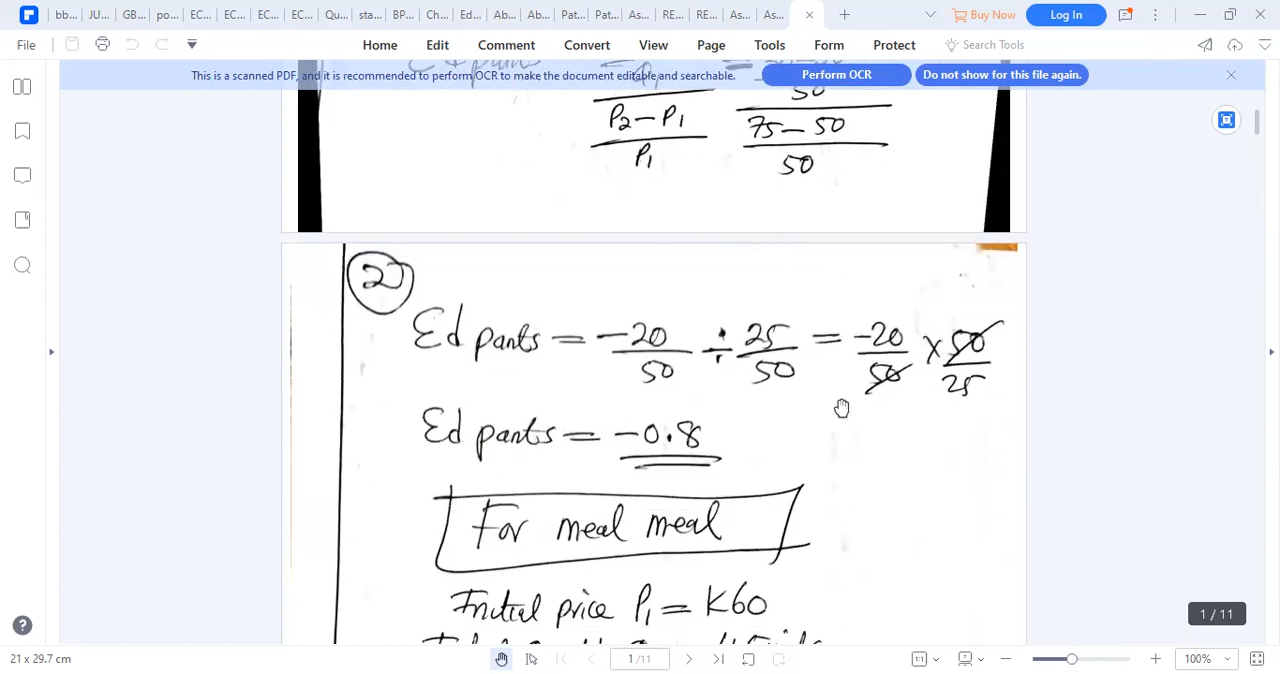 bb... JU... GB... po... EC... EC... EC... EC... Qu... sta... BP... Ch... Ed... Ab... Ab... Pat... Pat... As... RE... RE... As... As... Buy Now Log In
File Home Edit Comment Convert View Page Tools Form Protect Search Tools
This is a scanned PDF, and it is recommended to perform OCR to make the document editable and searchable. Perform OCR Do not show for this file again.
50
P2 – P1 75 – 50
P1 50
2
Ed pants = -20/50 ÷ 25/50 = -20/50 x 50/25
Ed pants = -0.8
For meal meal
Initial price P1 = K60
1 / 11
21 x 29.7 cm 1 /11 1:1 100%